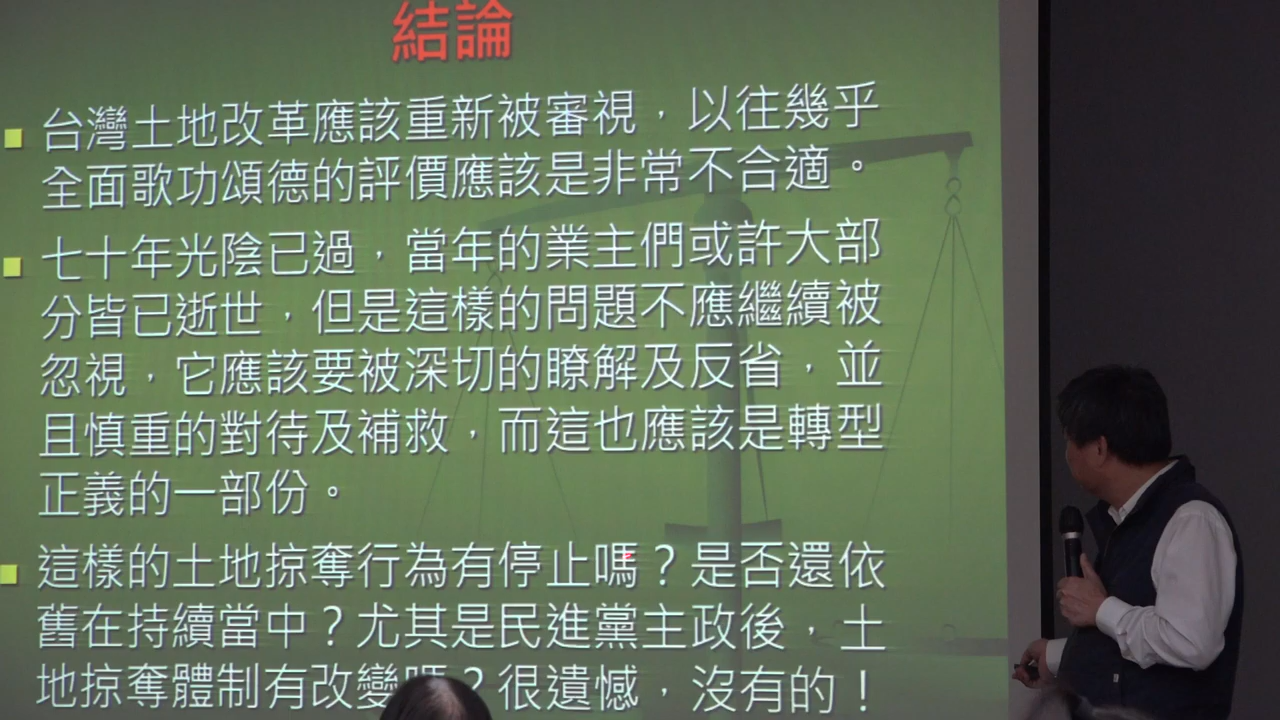 結論
台灣土地改革應該重新被審視，以往幾乎
全面歌功頌德的評價應該是非常不合適。
七十年光陰已過，當年的業主們或許大部
分皆已逝世，但是這樣的問題不應繼續被
忽視，它應該要被深切的瞭解及反省，並
且慎重的對待及補救，而這也應該是轉型
正義的一部份。
這樣的土地掠奪行為有停止嗎？是否還依
舊在持續當中？尤其是民進黨主政後，土
地掠奪體制有改變嗎？很遺憾，沒有的！